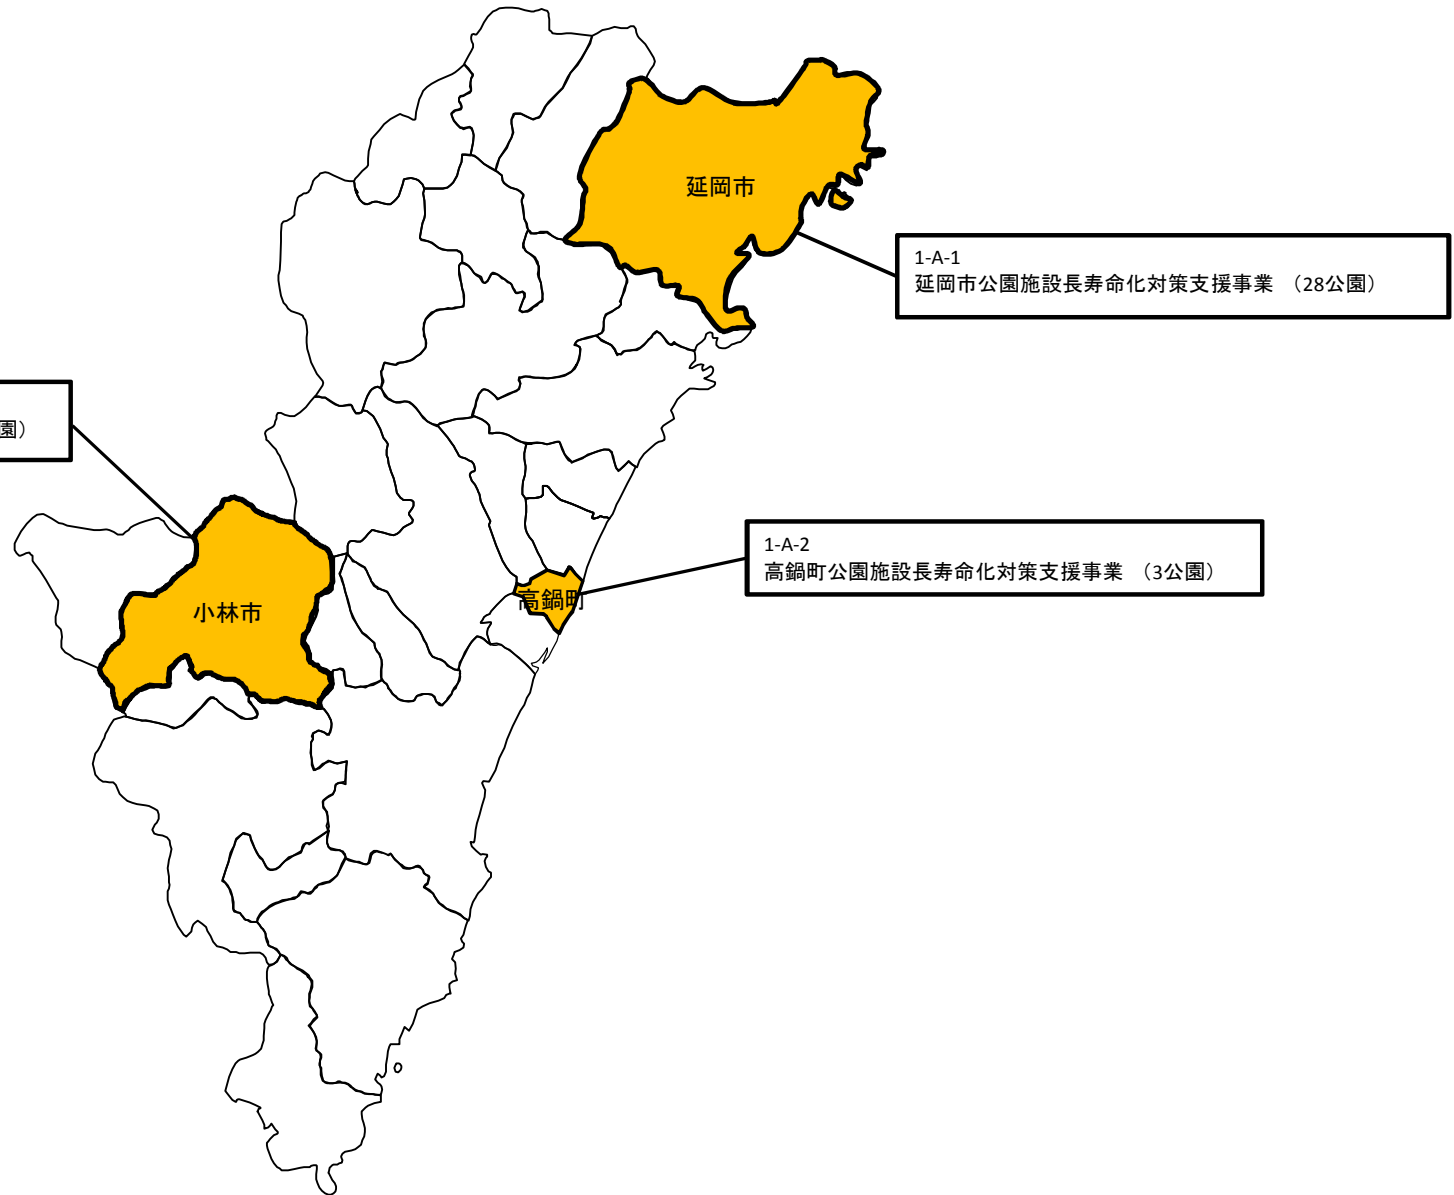 延岡市
1-A-1
延岡市公園施設長寿命化対策支援事業 （28公園）
園）
1-A-2
高鍋町公園施設長寿命化対策支援事業 （3公園）
高鍋町
小林市